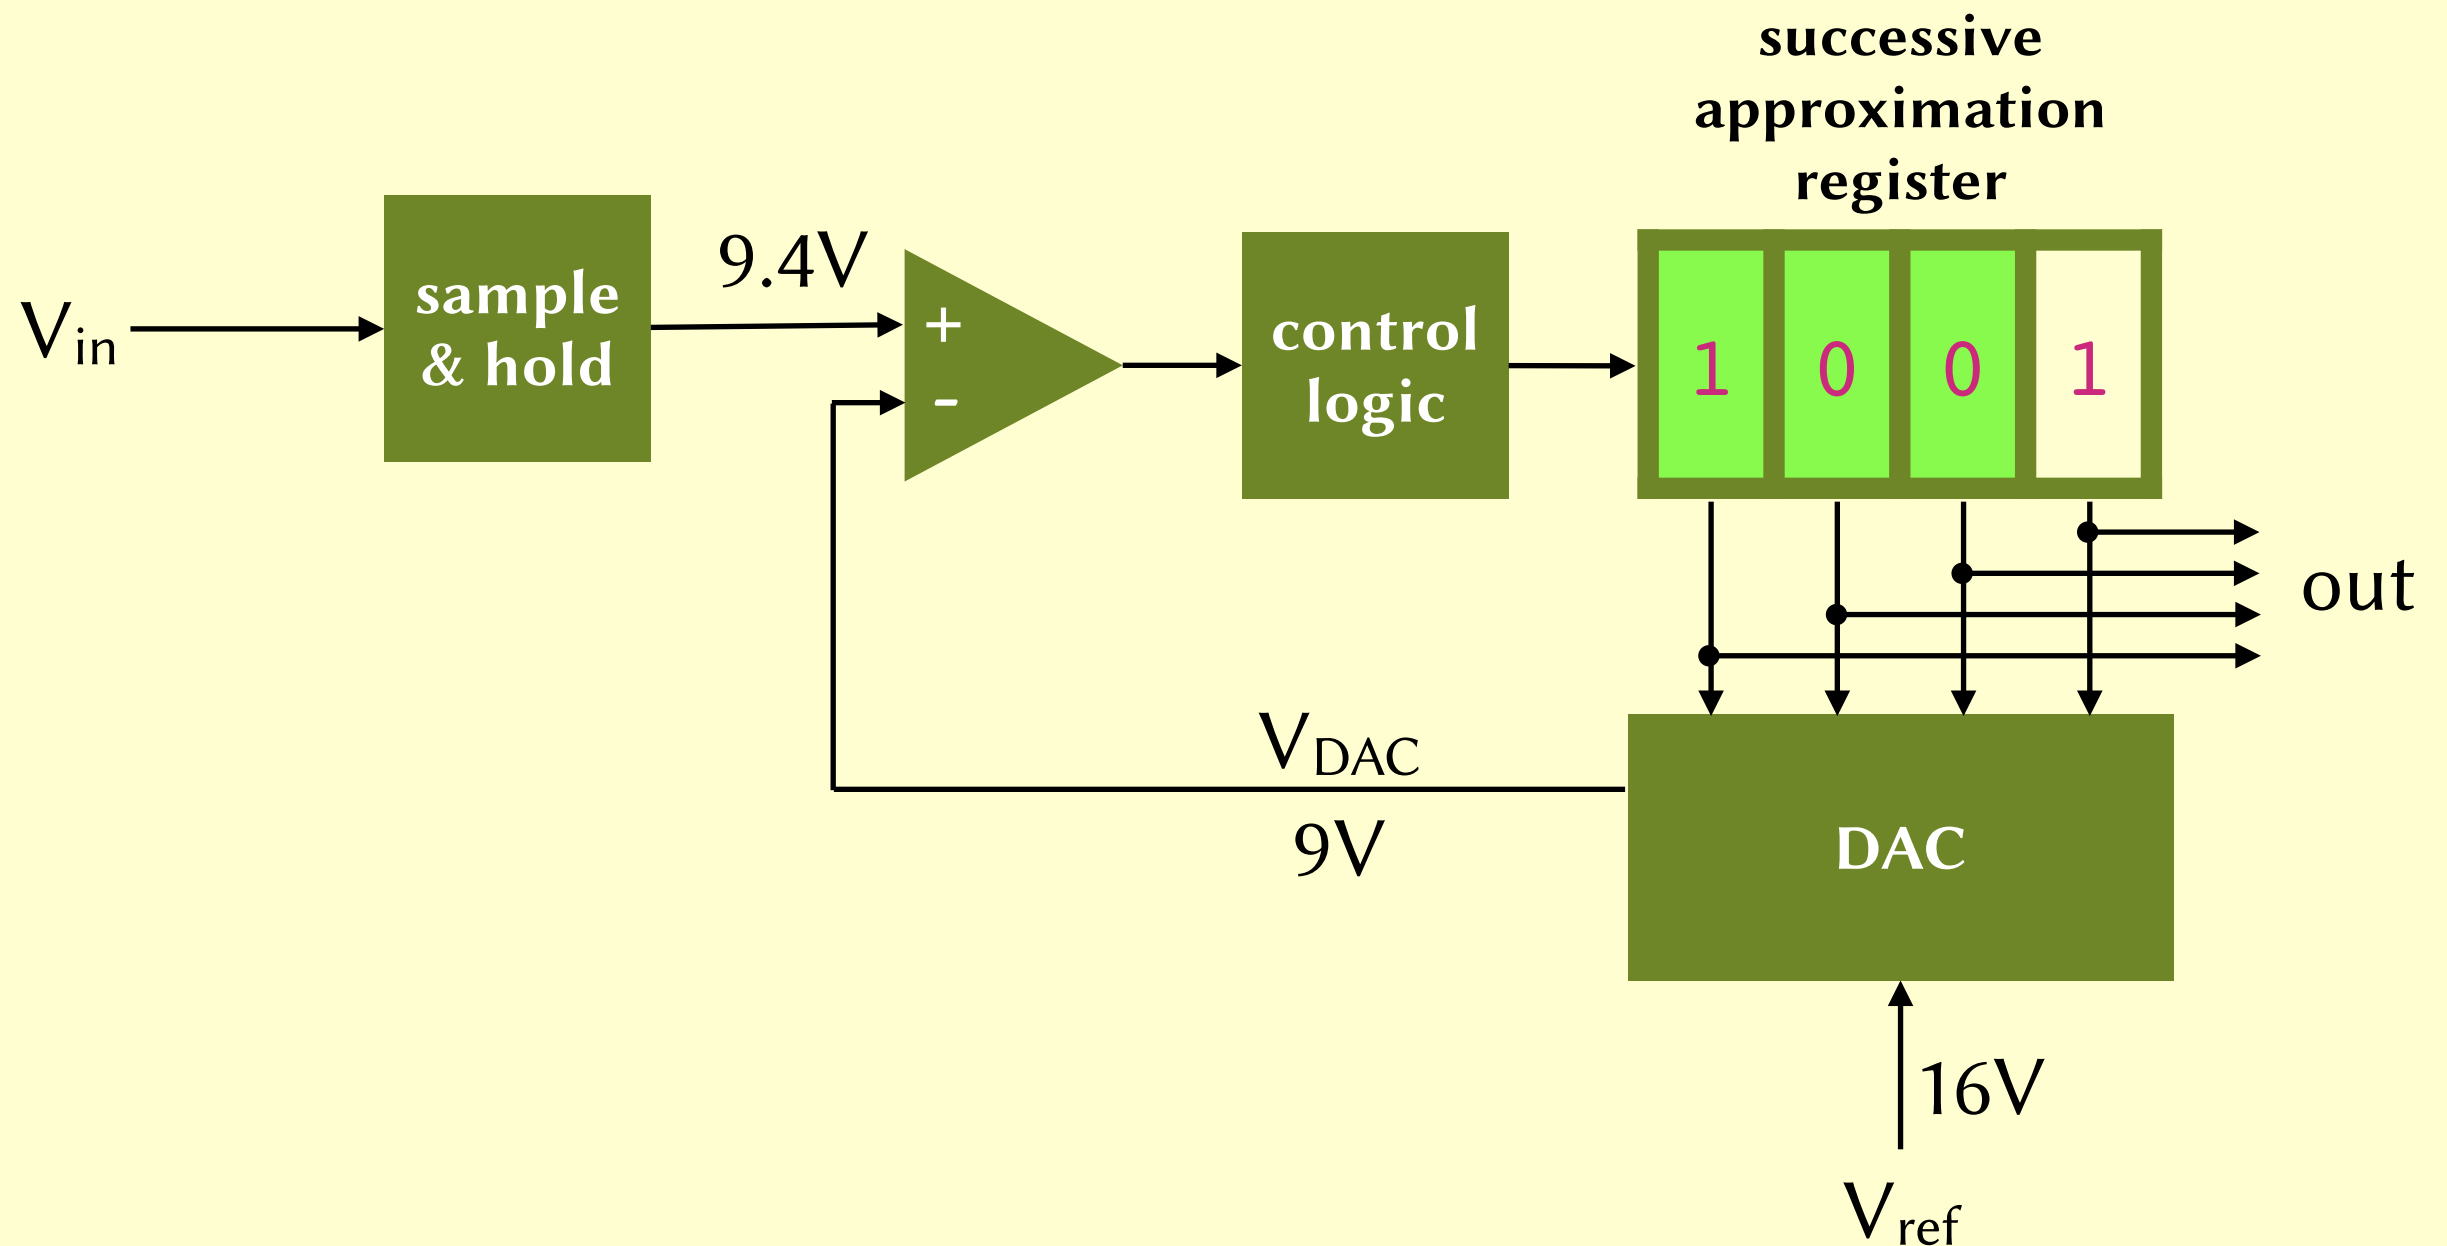 successive
approximation
register
sample
& hold
9.4V
Vin
+
-
control
logic
1 0 0 1
out
VDAC
9V
DAC
16V
Vref